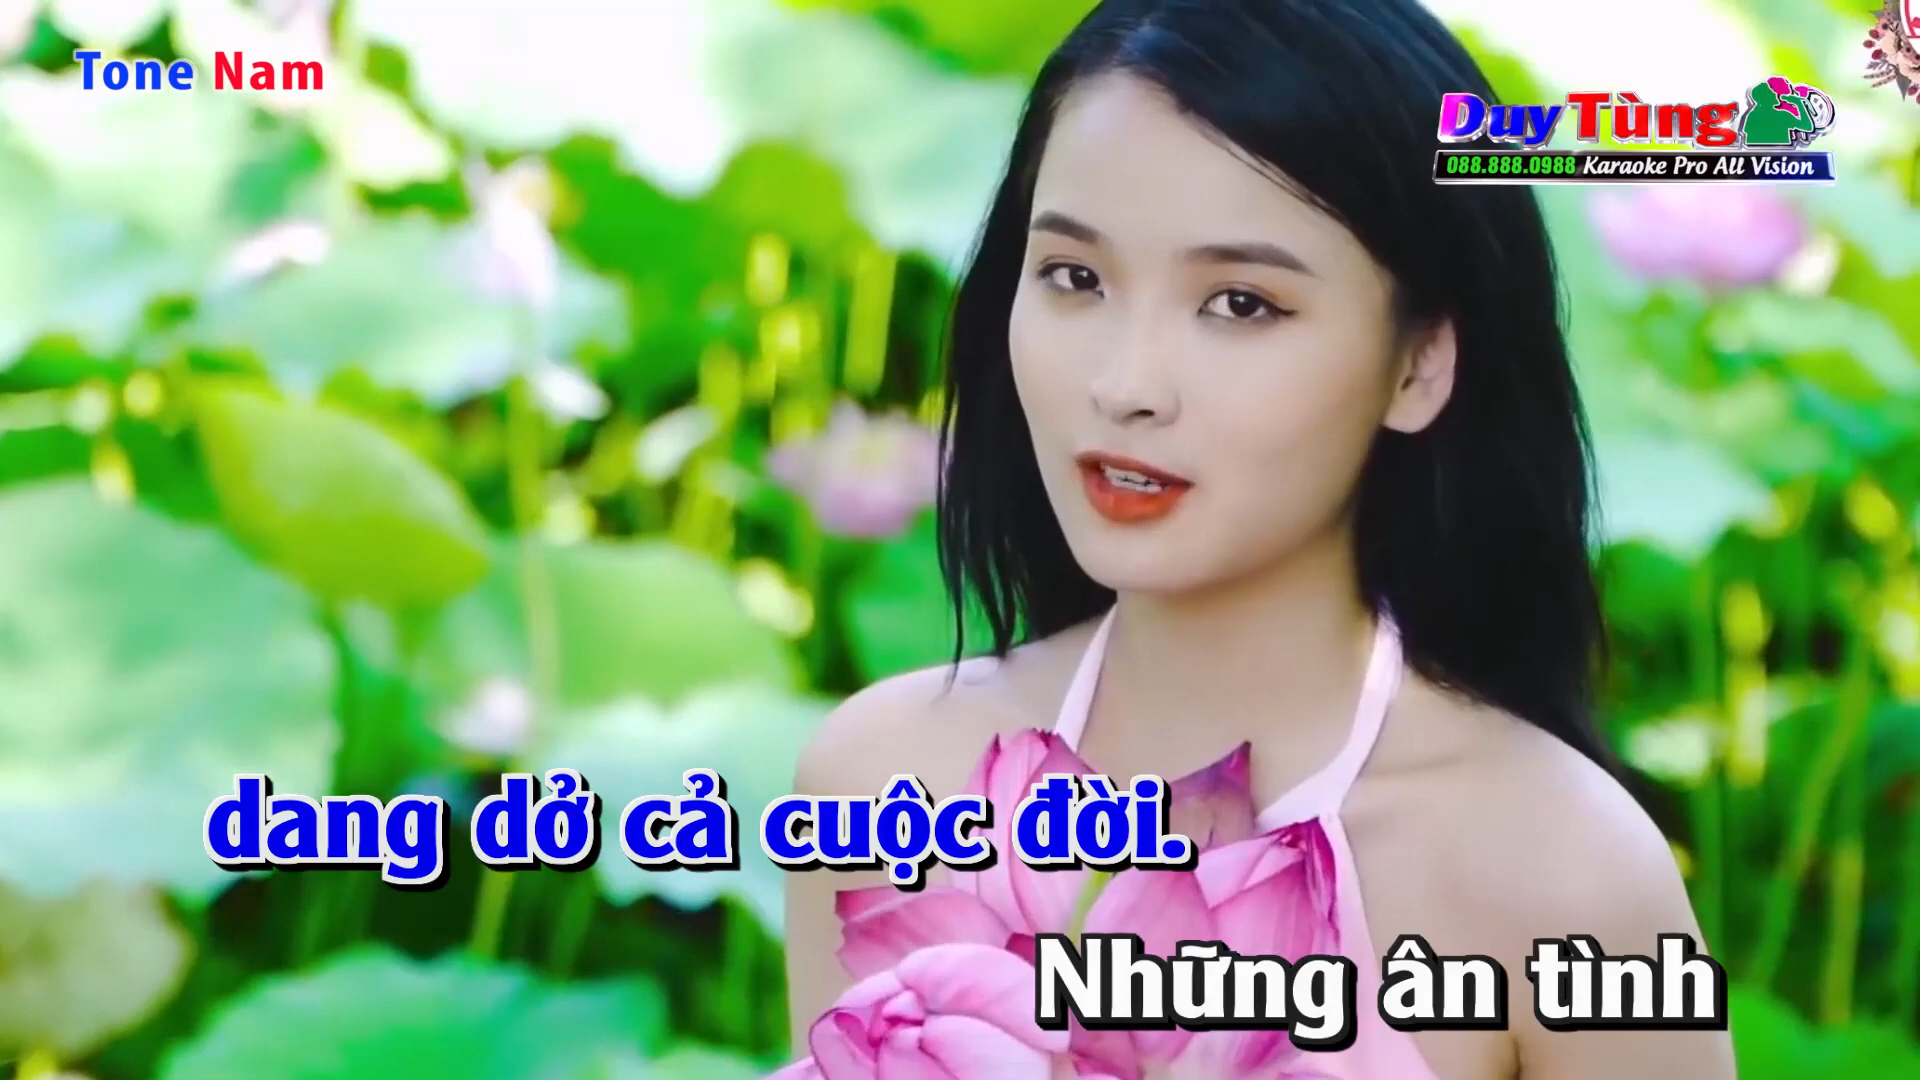 Tone Nam
Duy Tùng
088.888.0988 Karaoke Pro All Vision
dang dở cả cuộc đời.
Những ân tình